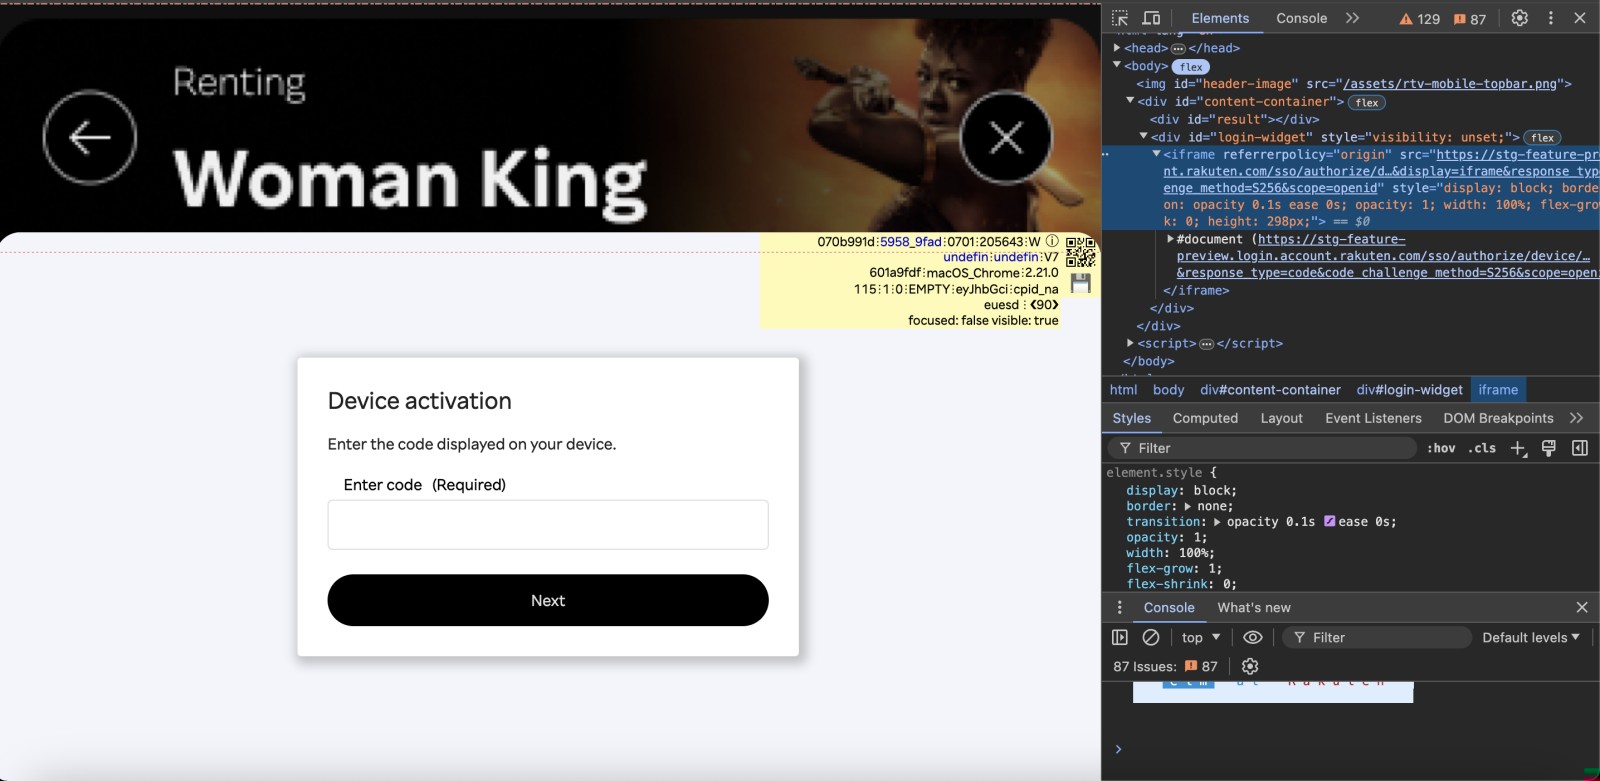 Renting
Woman King
070b991d⋮5958_9fad⋮0701⋮205643⋮W ⓘ
undefin⋮undefin⋮V7
601a9fdf⋮macOS_Chrome⋮2.21.0
115⋮1⋮0⋮EMPTY⋮eyJhbGci⋮cpid_na
euesd ⋮ ❮90❯
focused: false visible: true
Device activation
Enter the code displayed on your device.
Enter code (Required)
Next
Elements Console 129 87
<head> </head>
<body> flex
<img id="header-image" src="/assets/rtv-mobile-topbar.png">
<div id="content-container"> flex
<div id="result"></div>
<div id="login-widget" style="visibility: unset;"> flex
<iframe referrerpolicy="origin" src="https://stg-feature-pre
nt.rakuten.com/sso/authorize/d…&display=iframe&response_type
enge_method=S256&scope=openid" style="display: block; borde
on: opacity 0.1s ease 0s; opacity: 1; width: 100%; flex-gro
k: 0; height: 298px;"> == $0
#document (https://stg-feature-
preview.login.account.rakuten.com/sso/authorize/device/…
&response_type=code&code_challenge_method=S256&scope=openi
</iframe>
</div>
</div>
<script> </script>
</body>
html body div#content-container div#login-widget iframe
Styles Computed Layout Event Listeners DOM Breakpoints
Filter :hov .cls
element.style {
display: block;
border: none;
transition: opacity 0.1s ease 0s;
opacity: 1;
width: 100%;
flex-grow: 1;
flex-shrink: 0;
Console What's new
top Filter Default levels
87 Issues: 87